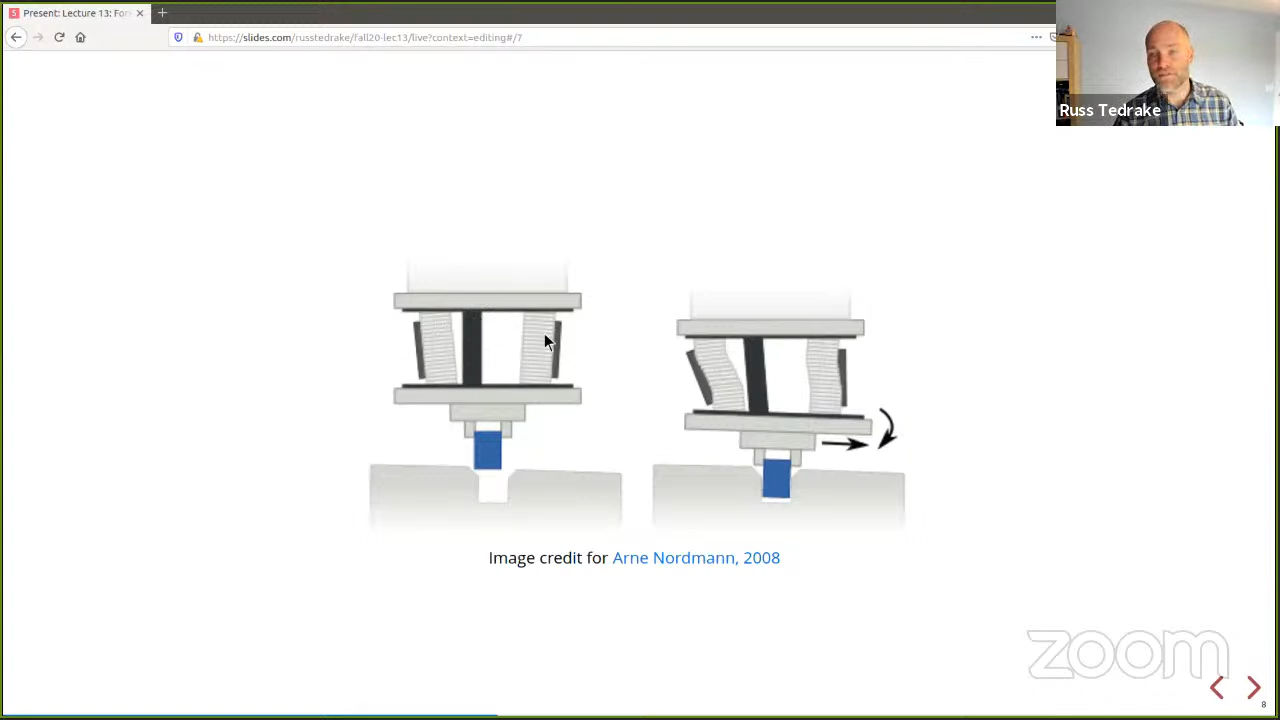 Present: Lecture 13: For
https://slides.com/russtedrake/fall20-lec13/live?context=editing#/7
Russ Tedrake
Image credit for Arne Nordmann, 2008
zoom
8